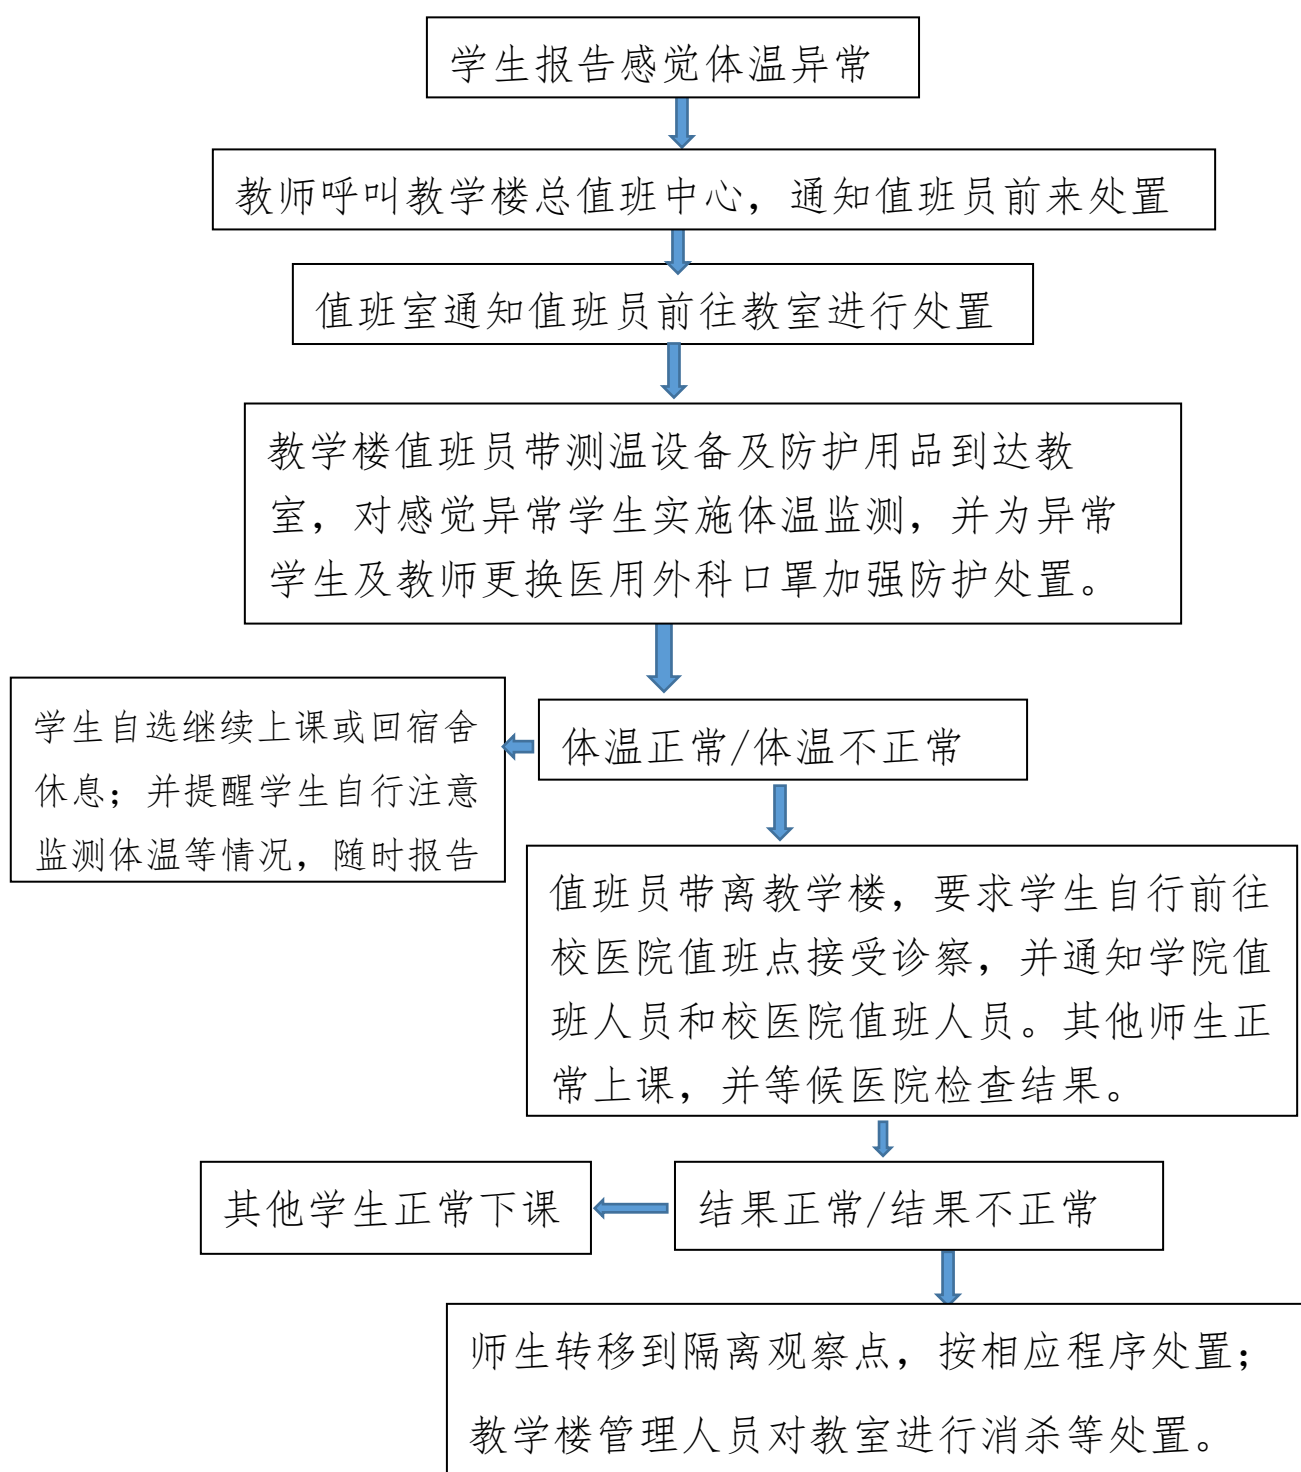 学生报告感觉体温异常
教师呼叫教学楼总值班中心，通知值班员前来处置
值班室通知值班员前往教室进行处置
教学楼值班员带测温设备及防护用品到达教
室，对感觉异常学生实施体温监测，并为异常
学生及教师更换医用外科口罩加强防护处置。
学生自选继续上课或回宿舍
休息；并提醒学生自行注意
监测体温等情况，随时报告
体温正常/体温不正常
值班员带离教学楼，要求学生自行前往
校医院值班点接受诊察，并通知学院值
班人员和校医院值班人员。其他师生正
常上课，并等候医院检查结果。
其他学生正常下课
结果正常/结果不正常
师生转移到隔离观察点，按相应程序处置；
教学楼管理人员对教室进行消杀等处置。